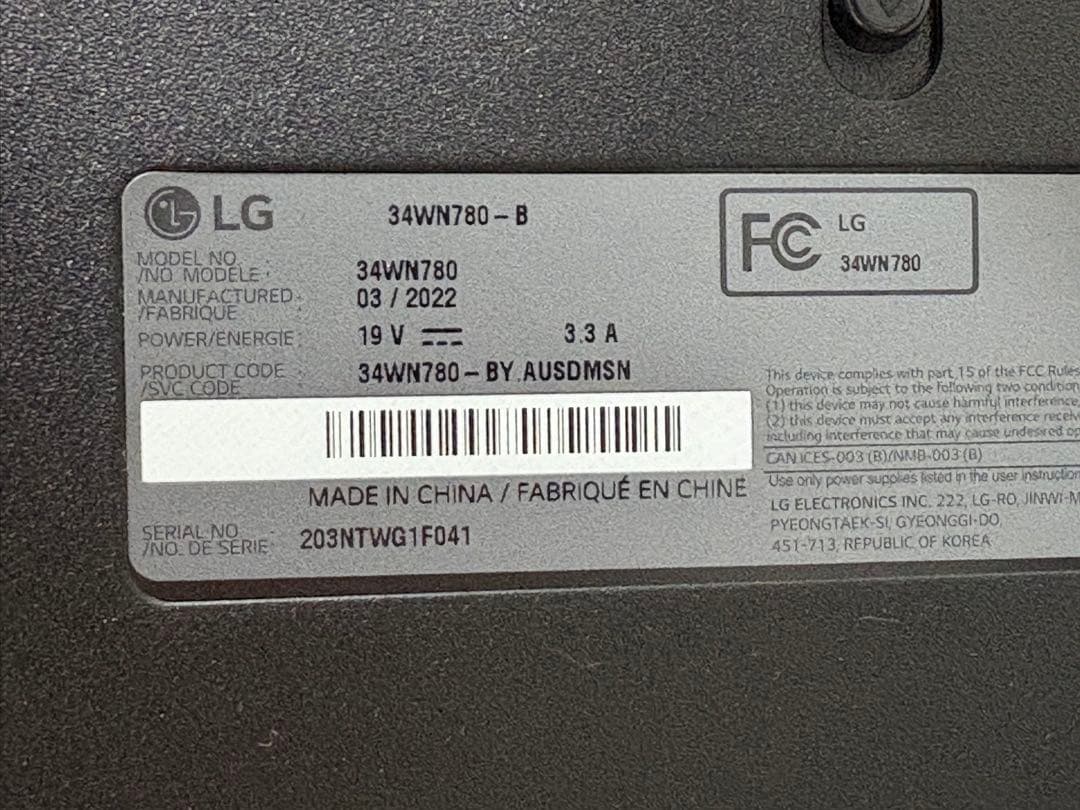 LG 34WN780-B
MODEL NO.
/NO. MODÈLE : 34WN780
MANUFACTURED
/FABRIQUÉ : 03 / 2022
POWER/ÉNERGIE : 19 V 3.3 A
PRODUCT CODE
/SVC CODE : 34WN780-BY.AUSDMSN
MADE IN CHINA / FABRIQUÉ EN CHINE
SERIAL NO.
/NO. DE SÉRIE : 203NTWG1F041
FC LG
34WN780
This device complies with part 15 of the FCC Rules
Operation is subject to the following two condition
(1) this device may not cause harmful interference,
(2) this device must accept any interference receiv
including interference that may cause undesired op
CAN ICES-003 (B)/NMB-003 (B)
Use only power supplies listed in the user instruction
LG ELECTRONICS INC. 222, LG-RO, JINWI-M
PYEONGTAEK-SI, GYEONGGI-DO,
451-713, REPUBLIC OF KOREA